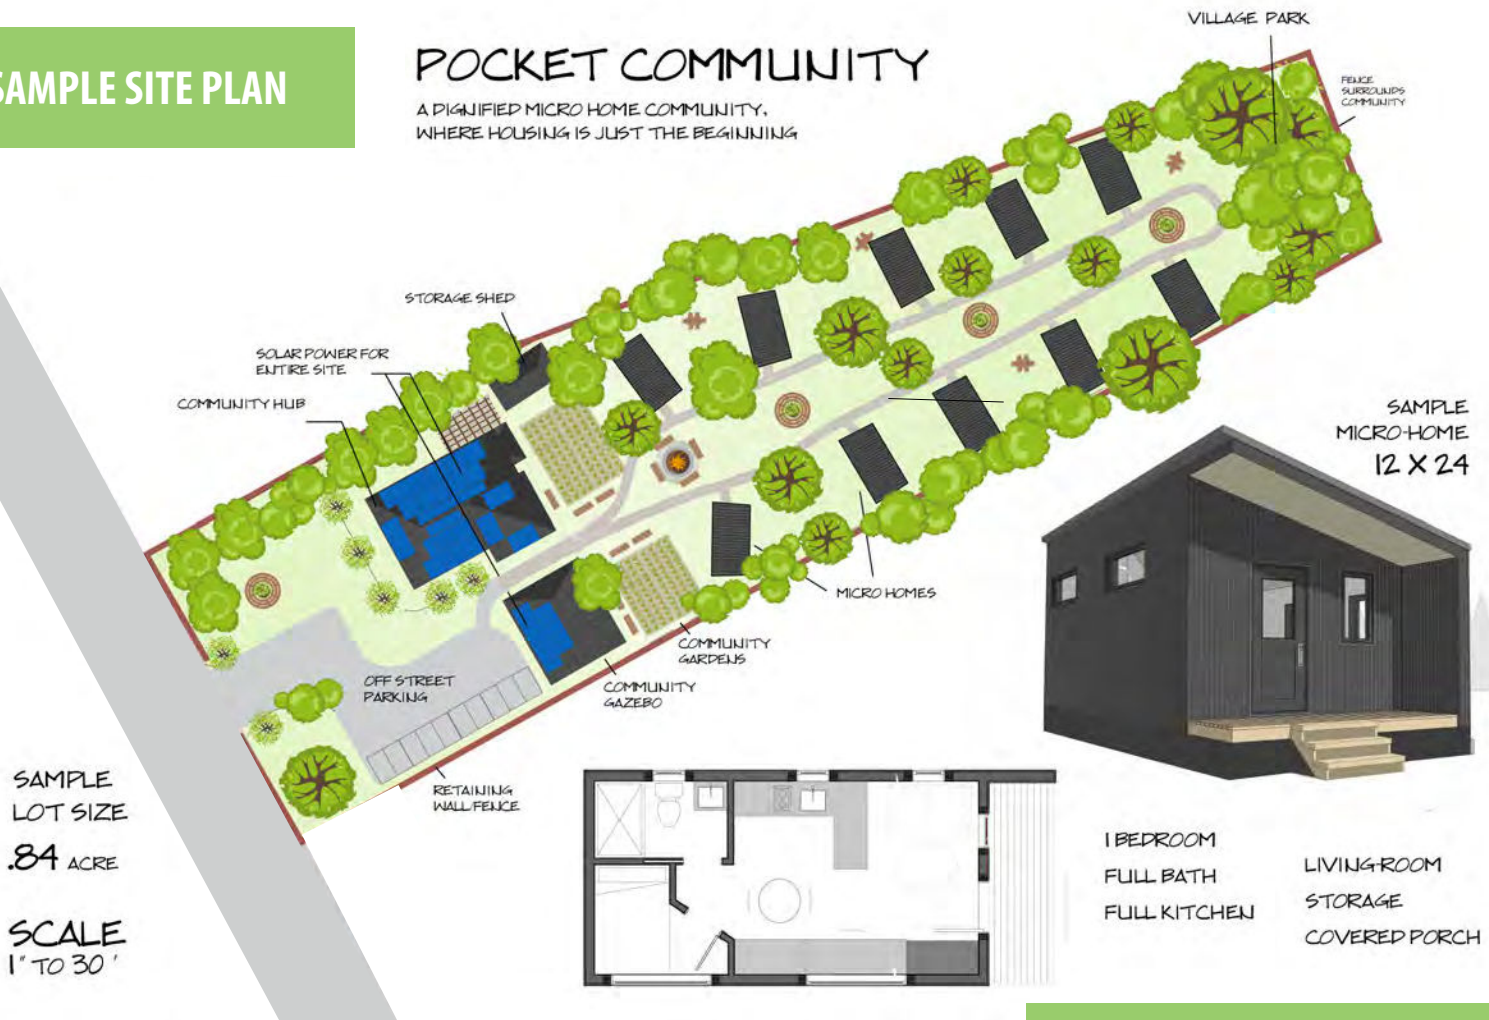 SAMPLE SITE PLAN
POCKET COMMUNITY
A DIGNIFIED MICRO HOME COMMUNITY,
WHERE HOUSING IS JUST THE BEGINNING
VILLAGE PARK
FENCE
SURROUNDS
COMMUNITY
STORAGE SHED
SOLAR POWER FOR
ENTIRE SITE
COMMUNITY HUB
SAMPLE
MICRO-HOME
12 X 24
MICRO HOMES
COMMUNITY
GARDENS
COMMUNITY
GAZEBO
OFF STREET
PARKING
RETAINING
WALL/FENCE
SAMPLE
LOT SIZE
.84 ACRE
SCALE
1" TO 30 '
1 BEDROOM
FULL BATH
FULL KITCHEN
LIVING-ROOM
STORAGE
COVERED PORCH